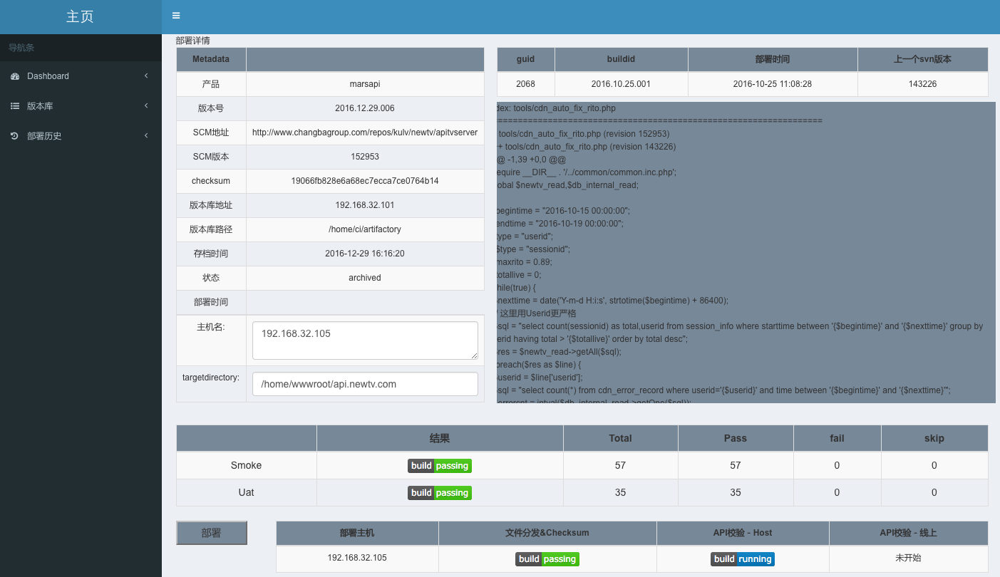 主页
导航条
Dashboard
版本库
部署历史
部署详情
Metadata
产品 marsapi
版本号 2016.12.29.006
SCM地址 http://www.changbagroup.com/repos/kulv/newtv/apitvserver
SCM版本 152953
checksum 19066fb828e6a68ec7ecca7ce0764b14
版本库地址 192.168.32.101
版本库路径 /home/ci/artifactory
存档时间 2016-12-29 16:16:20
状态 archived
部署时间
主机名: 192.168.32.105
targetdirectory: /home/wwwroot/api.newtv.com
guid buildid 部署时间 上一个svn版本
2068 2016.10.25.001 2016-10-25 11:08:28 143226
dex: tools/cdn_auto_fix_rito.php
===================================================================
tools/cdn_auto_fix_rito.php (revision 152953)
+ tools/cdn_auto_fix_rito.php (revision 143226)
@ -1,39 +0,0 @@
equire __DIR__ . '/../common/common.inc.php';
obal $newtv_read,$db_internal_read;
begintime = "2016-10-15 00:00:00";
endtime = "2016-10-19 00:00:00";
type = "userid";
$type = "sessionid";
maxrito = 0.89;
totallive = 0;
hile(true) {
nexttime = date('Y-m-d H:i:s', strtotime($begintime) + 86400);
/ 这里用Userid更严格
$sql = "select count(sessionid) as total,userid from session_info where starttime between '{$begintime}' and '{$nexttime}' group by
erid having total > '{$totallive}' order by total desc";
$res = $newtv_read->getAll($sql);
oreach($res as $line) {
$userid = $line['userid'];
$sql = "select count(*) from cdn_error_record where userid='{$userid}' and time between '{$begintime}' and '{$nexttime}'";
errorcnt = intval($db_internal_read->getOne($sql));
结果 Total Pass fail skip
Smoke build passing 57 57 0 0
Uat build passing 35 35 0 0
部署
部署主机 文件分发&Checksum API校验 - Host API校验 - 线上
192.168.32.105 build passing build running 未开始